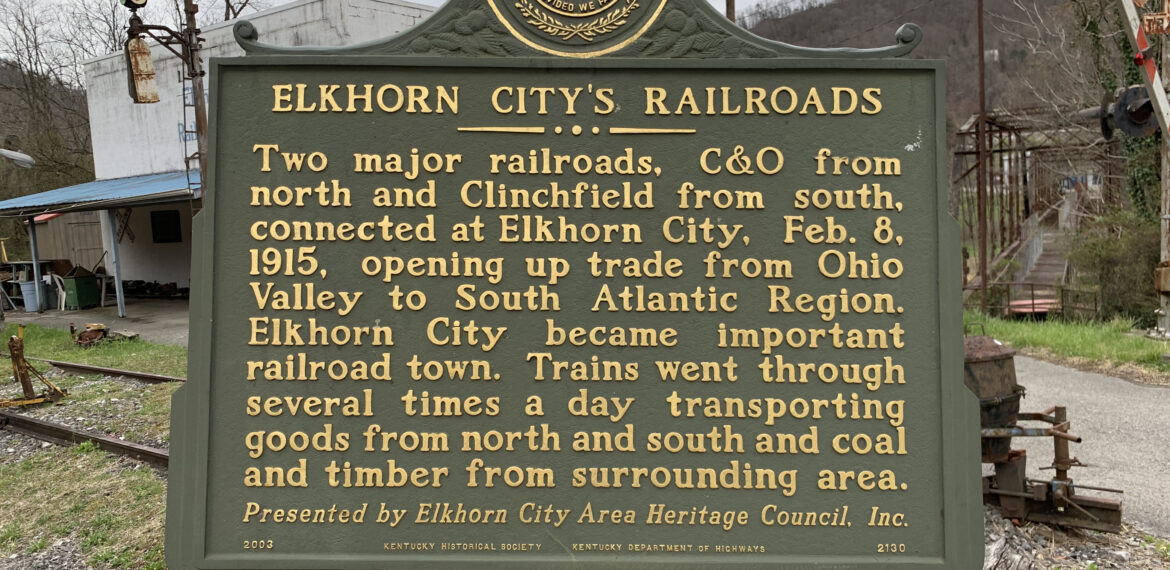 DED WE FA
ELKHORN CITY'S RAILROADS
Two major railroads, C&O from
north and Clinchfield from south,
connected at Elkhorn City, Feb. 8,
1915, opening up trade from Ohio
Valley to South Atlantic Region.
Elkhorn City became important
railroad town. Trains went through
several times a day transporting
goods from north and south and coal
and timber from surrounding area.
Presented by Elkhorn City Area Heritage Council, Inc.
2003 KENTUCKY HISTORICAL SOCIETY KENTUCKY DEPARTMENT OF HIGHWAYS 2130